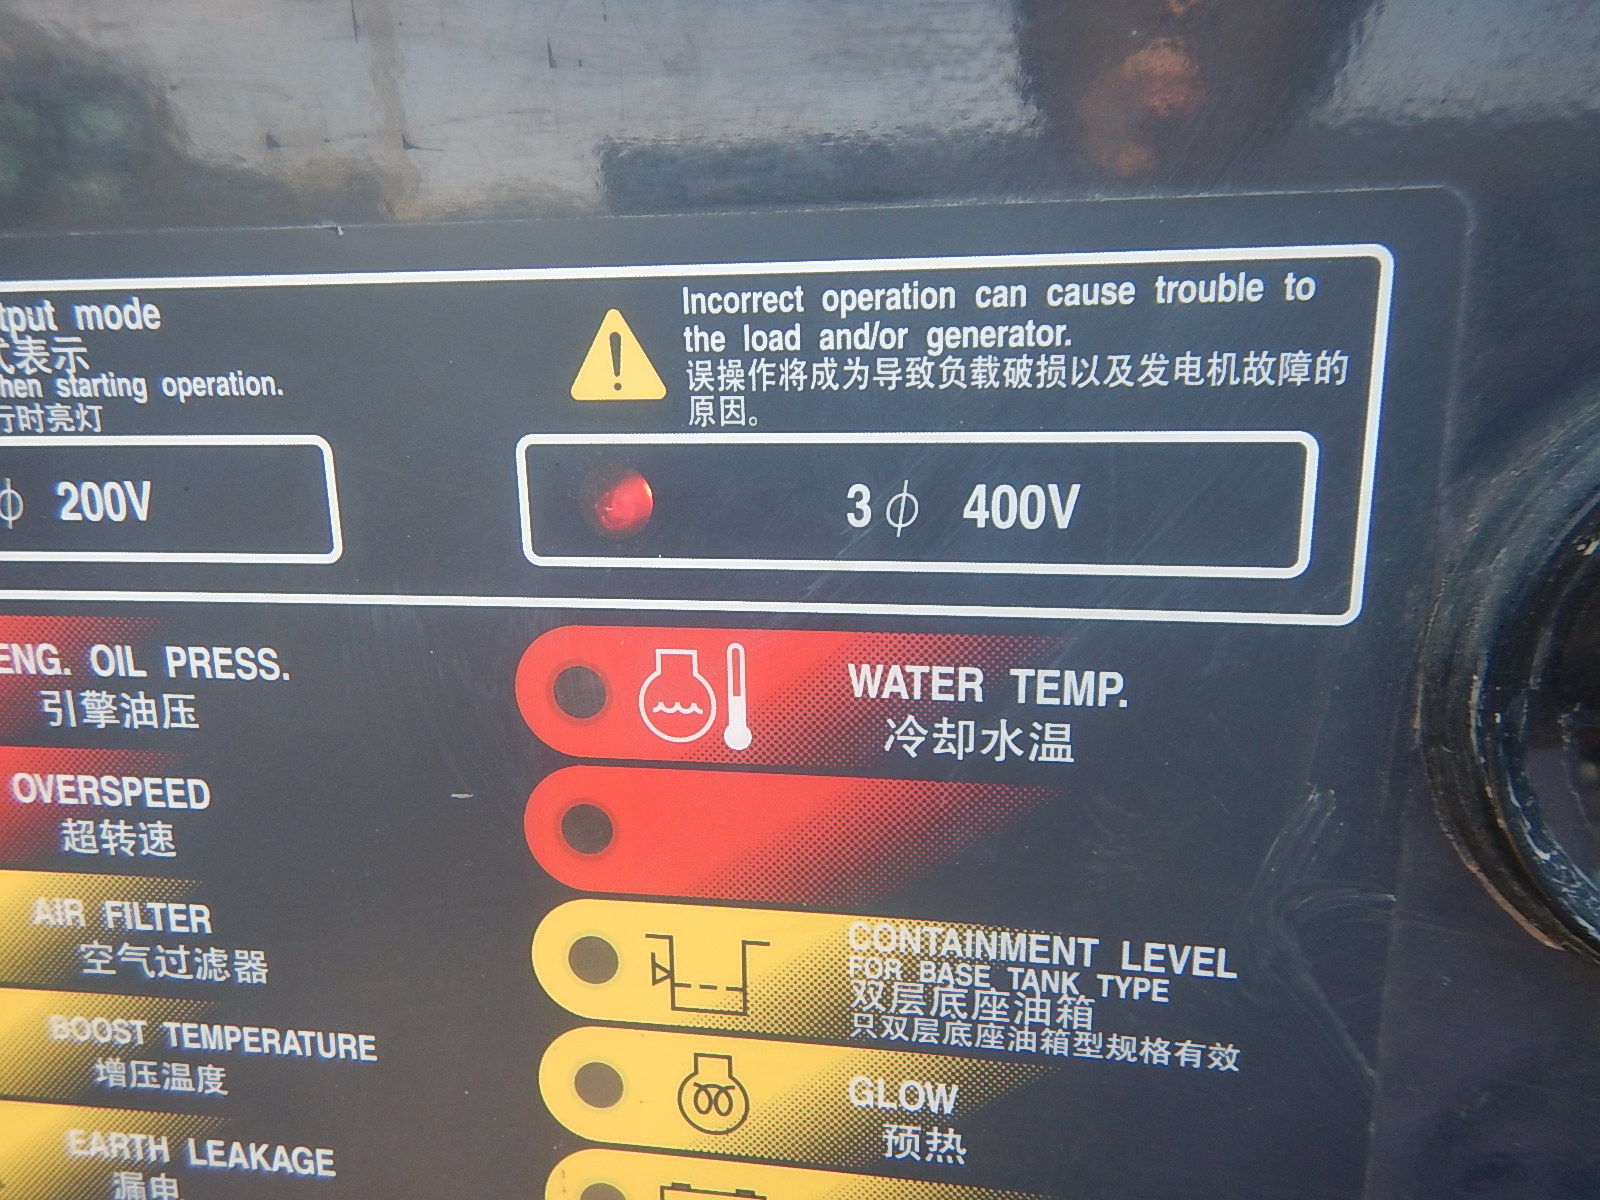 tput mode
式表示
hen starting operation.
行时亮灯
ϕ 200V
Incorrect operation can cause trouble to
the load and/or generator.
误操作将成为导致负载破损以及发电机故障的
原因。
3 ϕ 400V
ENG. OIL PRESS.
引擎油压
OVERSPEED
超转速
AIR FILTER
空气过滤器
BOOST TEMPERATURE
增压温度
EARTH LEAKAGE
漏电
WATER TEMP.
冷却水温
CONTAINMENT LEVEL
FOR BASE TANK TYPE
双层底座油箱
只双层底座油箱型规格有效
GLOW
预热